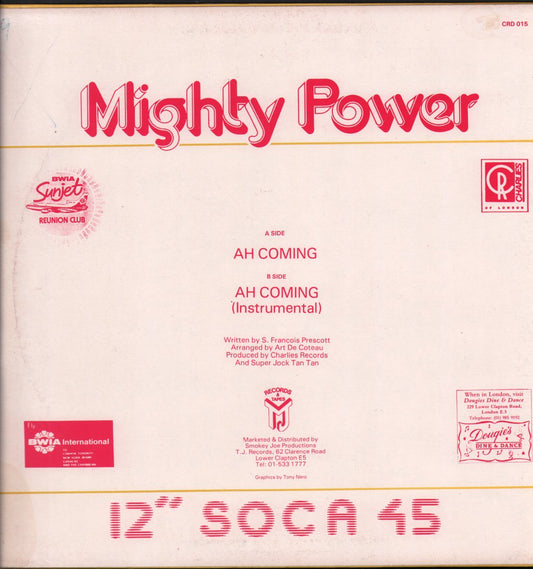 CRD 015
Mighty Power
BWIA
Sunjet
REUNION CLUB
CR
CHARLIES
OF LONDON
A SIDE
AH COMING
B SIDE
AH COMING
(Instrumental)
Written by S. Francois Prescott
Arranged by Art De Coteau
Produced by Charlies Records
And Super Jock Tan Tan
RECORDS
& TAPES
Marketed & Distributed by
Smokey Joe Productions
T.J. Records, 62 Clarence Road
Lower Clapton E5
Tel: 01-533 1777
Graphics by Tony Nero
Fly
BWIA International
When in London, visit
Dougies Dine & Dance
229 Lower Clapton Road,
London E.5
Dougie's
DINE & DANCE
12" SOCA 45